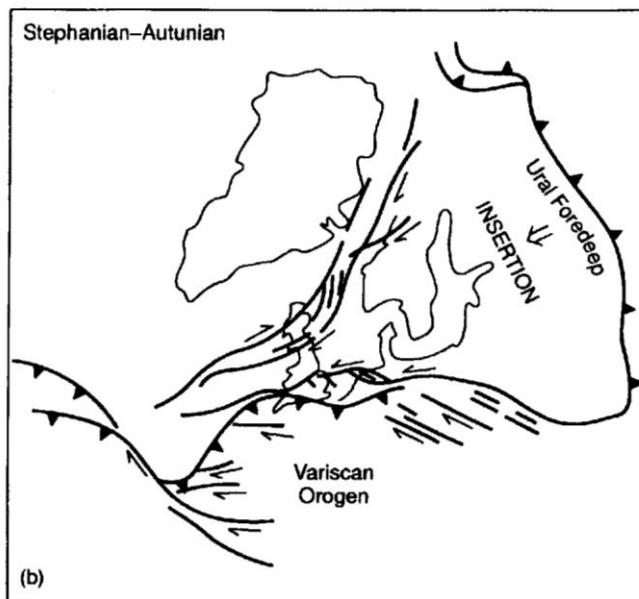 Stephanian–Autunian
Ural Foredeep
INSERTION
Variscan
Orogen
(b)